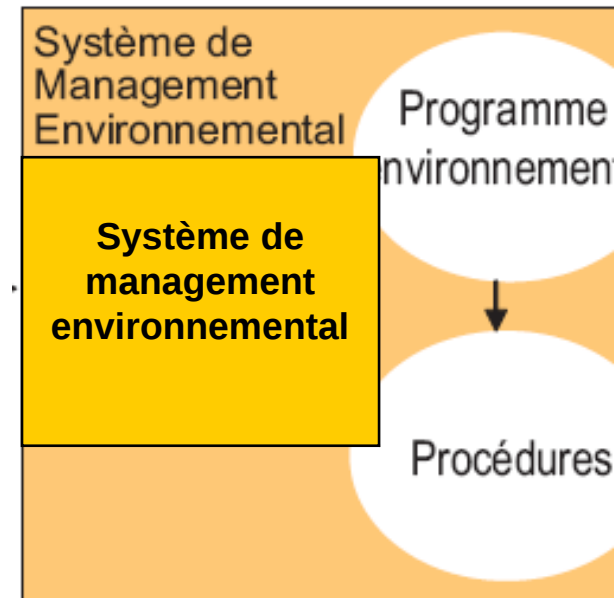 Système de
Management
Environnemental
Programme
Système de
management
environnemental
Procédures